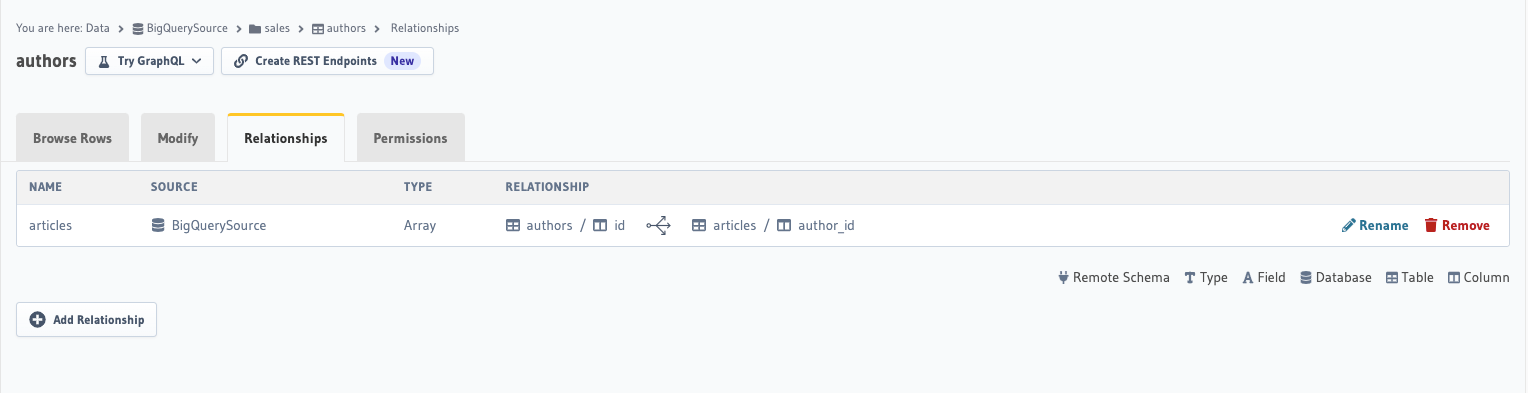 You are here: Data > BigQuerySource > sales > authors > Relationships
authors Try GraphQL Create REST Endpoints New
Browse Rows Modify Relationships Permissions
NAME SOURCE TYPE RELATIONSHIP
articles BigQuerySource Array authors / id articles / author_id Rename Remove
Remote Schema Type Field Database Table Column
Add Relationship